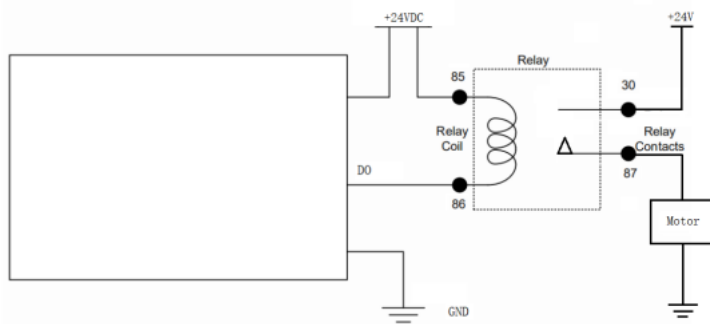 +24VDC
+24V
Relay
85
30
Relay
Coil
Relay
Contacts
DO
87
86
Motor
GND